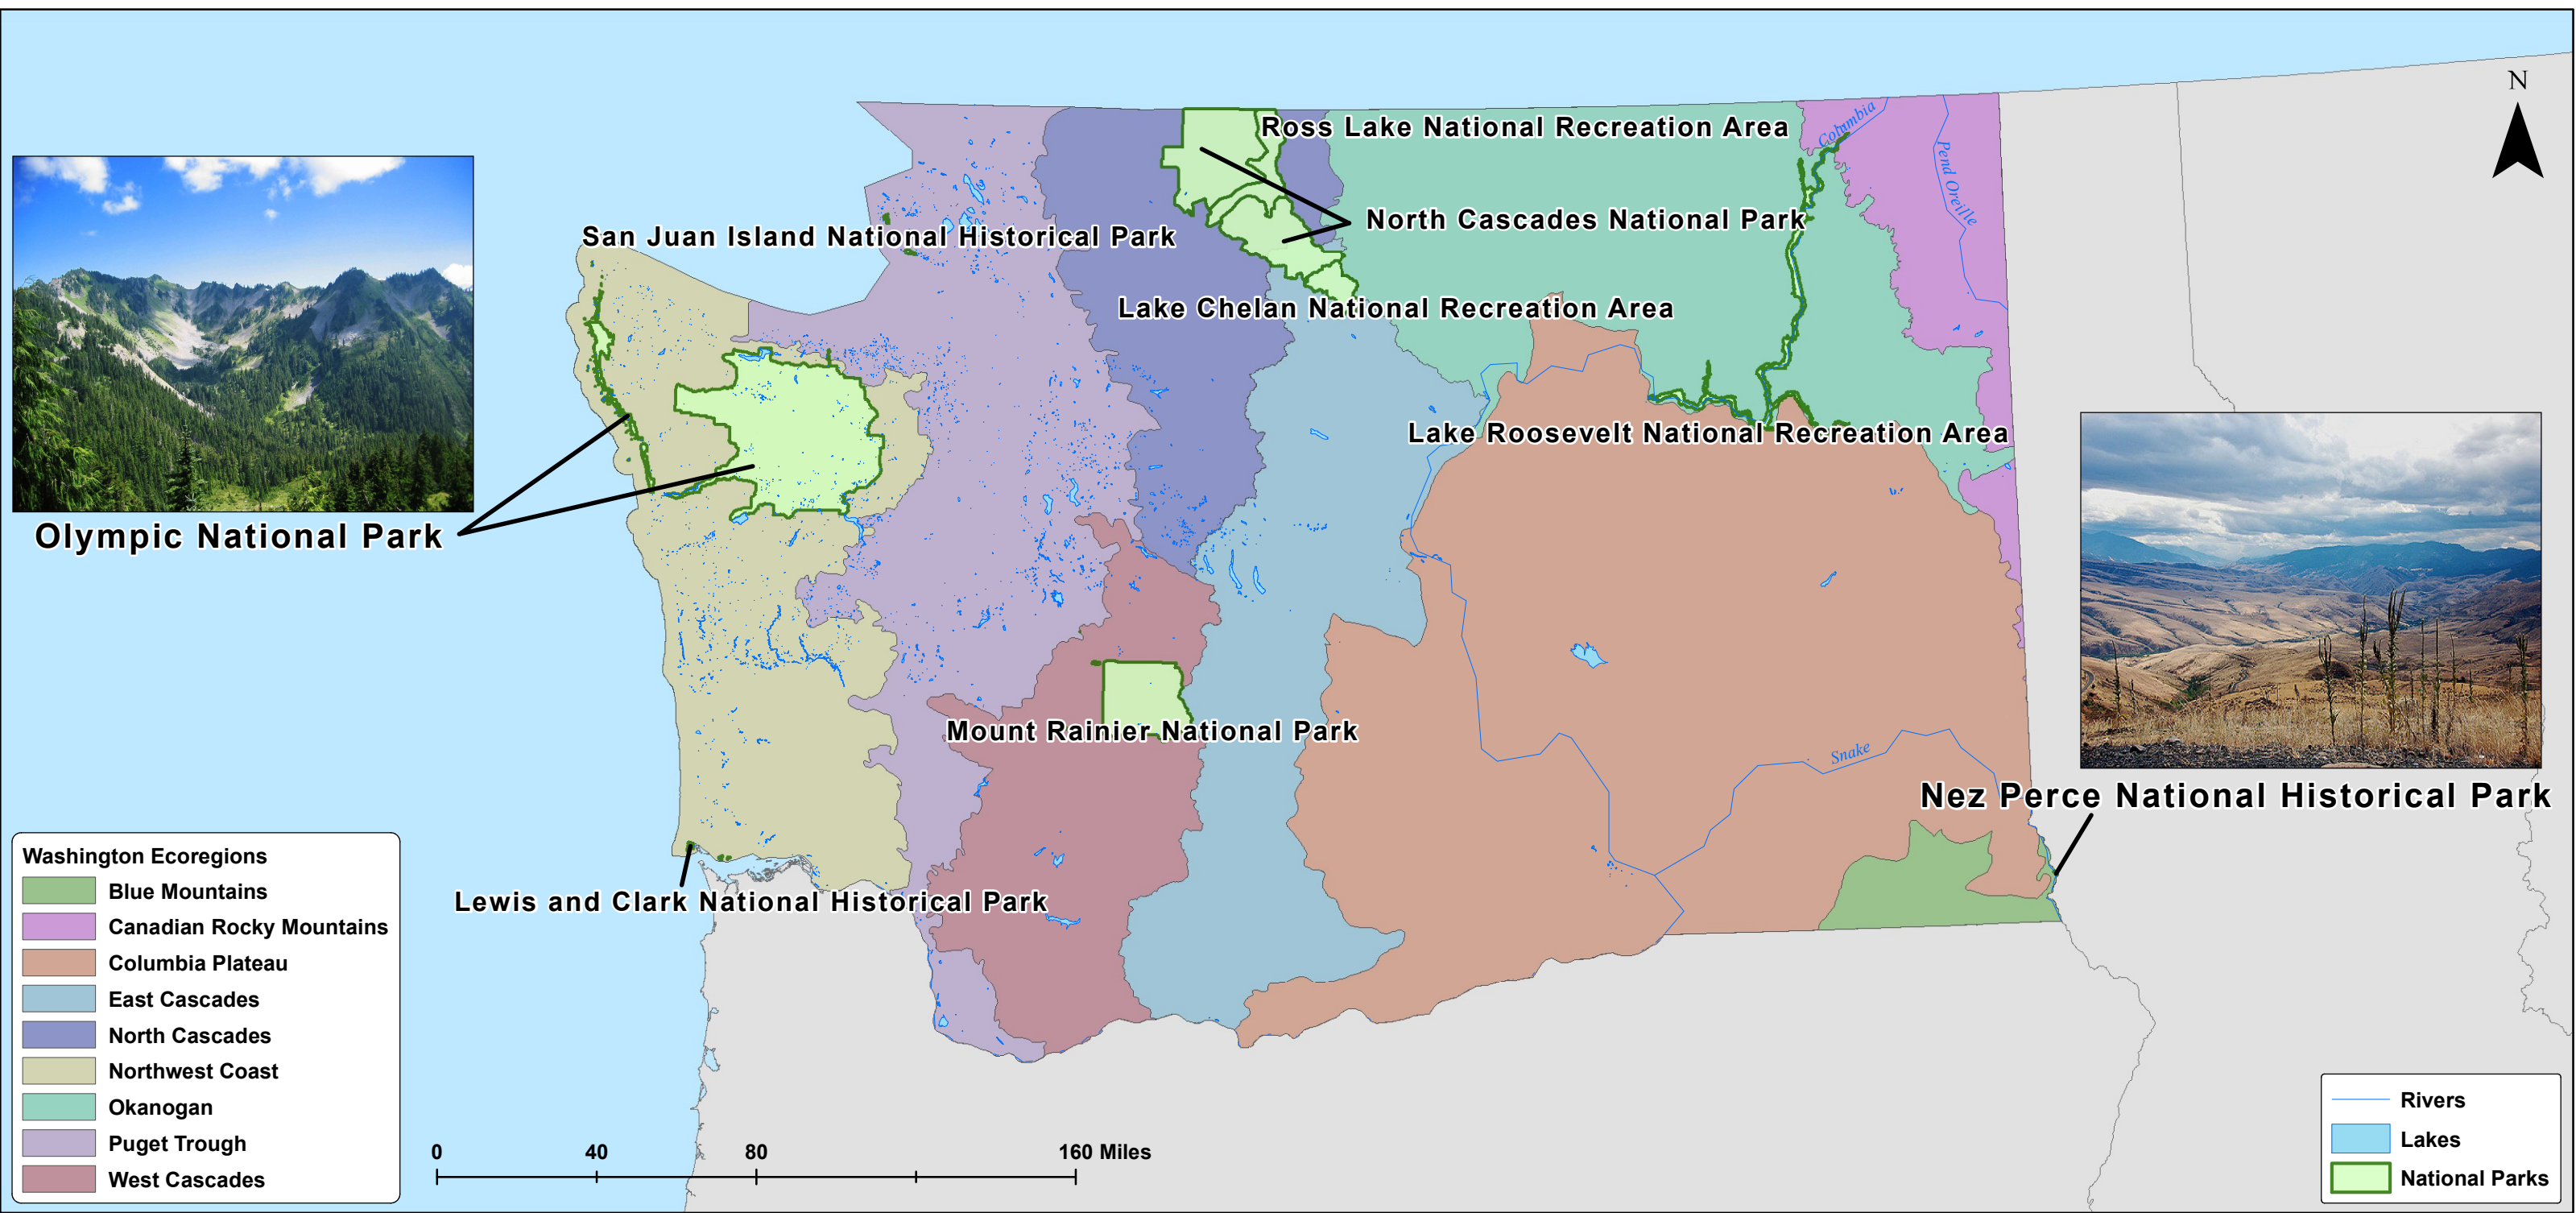 N
Columbia
Ross Lake National Recreation Area
Pend Oreille
North Cascades National Park
San Juan Island National Historical Park
Lake Chelan National Recreation Area
Lake Roosevelt National Recreation Area
Olympic National Park
Mount Rainier National Park
Snake
Nez Perce National Historical Park
Lewis and Clark National Historical Park
Washington Ecoregions
Blue Mountains
Canadian Rocky Mountains
Columbia Plateau
East Cascades
North Cascades
Northwest Coast
Okanogan
Puget Trough
West Cascades
0 40 80 160 Miles
Rivers
Lakes
National Parks